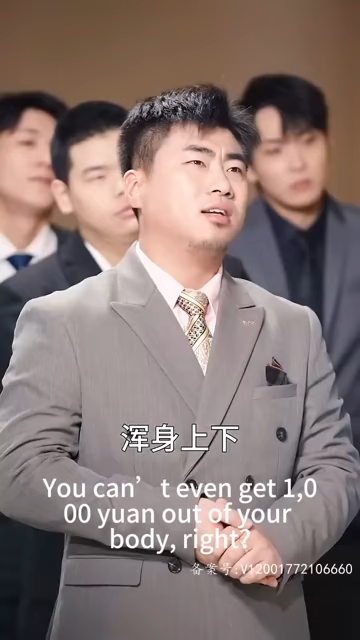 浑身上下
You can’t even get 1,0
00 yuan out of your
body, right?
备案号:V12001772106660